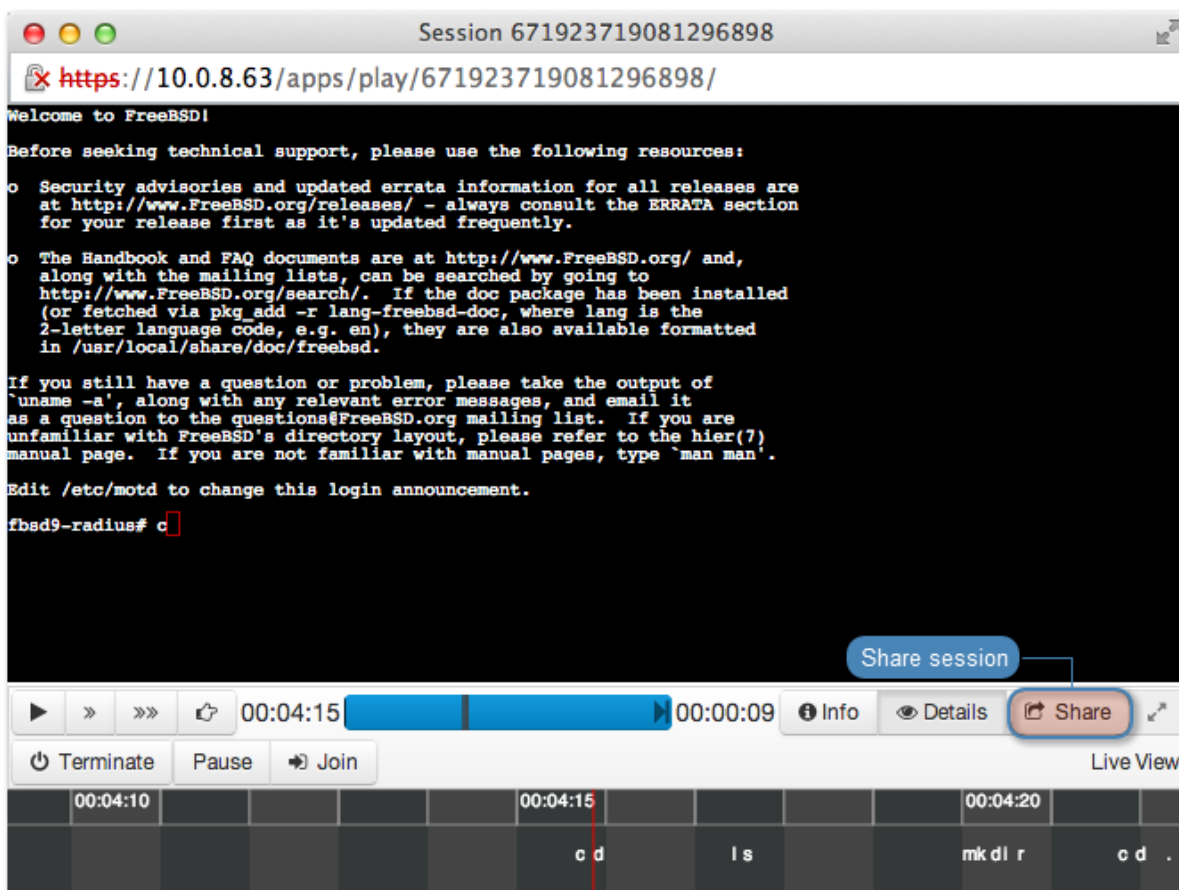 Session 671923719081296898
https://10.0.8.63/apps/play/671923719081296898/
Welcome to FreeBSD!
Before seeking technical support, please use the following resources:
o  Security advisories and updated errata information for all releases are
at http://www.FreeBSD.org/releases/ - always consult the ERRATA section
for your release first as it's updated frequently.
o  The Handbook and FAQ documents are at http://www.FreeBSD.org/ and,
along with the mailing lists, can be searched by going to
http://www.FreeBSD.org/search/.  If the doc package has been installed
(or fetched via pkg_add -r lang-freebsd-doc, where lang is the
2-letter language code, e.g. en), they are also available formatted
in /usr/local/share/doc/freebsd.
If you still have a question or problem, please take the output of
`uname -a', along with any relevant error messages, and email it
as a question to the questions@FreeBSD.org mailing list.  If you are
unfamiliar with FreeBSD's directory layout, please refer to the hier(7)
manual page.  If you are not familiar with manual pages, type `man man'.
Edit /etc/motd to change this login announcement.
fbsd9-radius# c
Share session
00:04:15 00:00:09 Info Details Share
Terminate Pause Join Live View
00:04:10 00:04:15 00:04:20
c d l s mk di r c d .